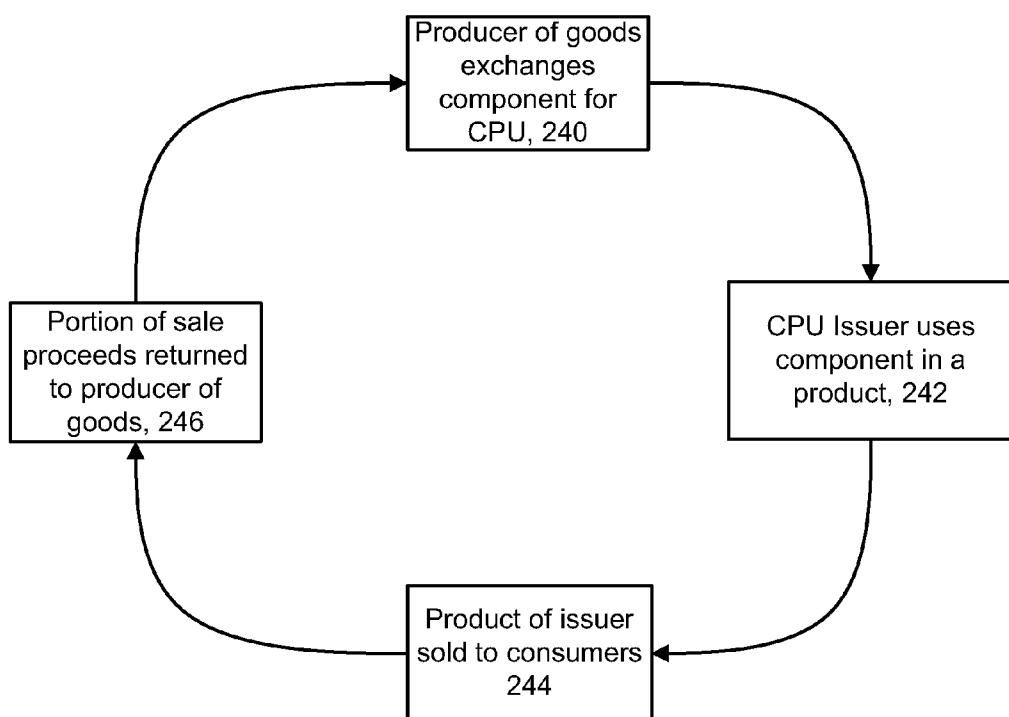 Producer of goods
exchanges
component for
CPU, 240
CPU Issuer uses
component in a
product, 242
Product of issuer
sold to consumers
244
Portion of sale
proceeds returned
to producer of
goods, 246